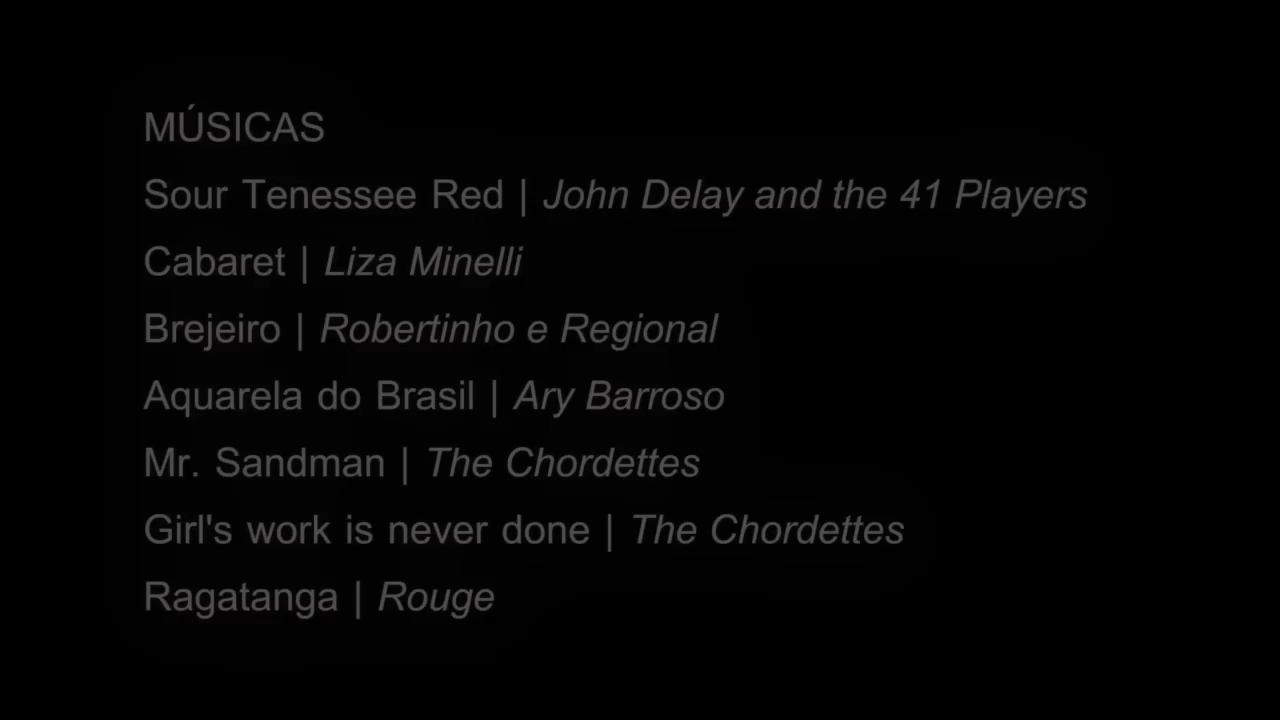 MÚSICAS
Sour Tenessee Red | John Delay and the 41 Players
Cabaret | Liza Minelli
Brejeiro | Robertinho e Regional
Aquarela do Brasil | Ary Barroso
Mr. Sandman | The Chordettes
Girl's work is never done | The Chordettes
Ragatanga | Rouge